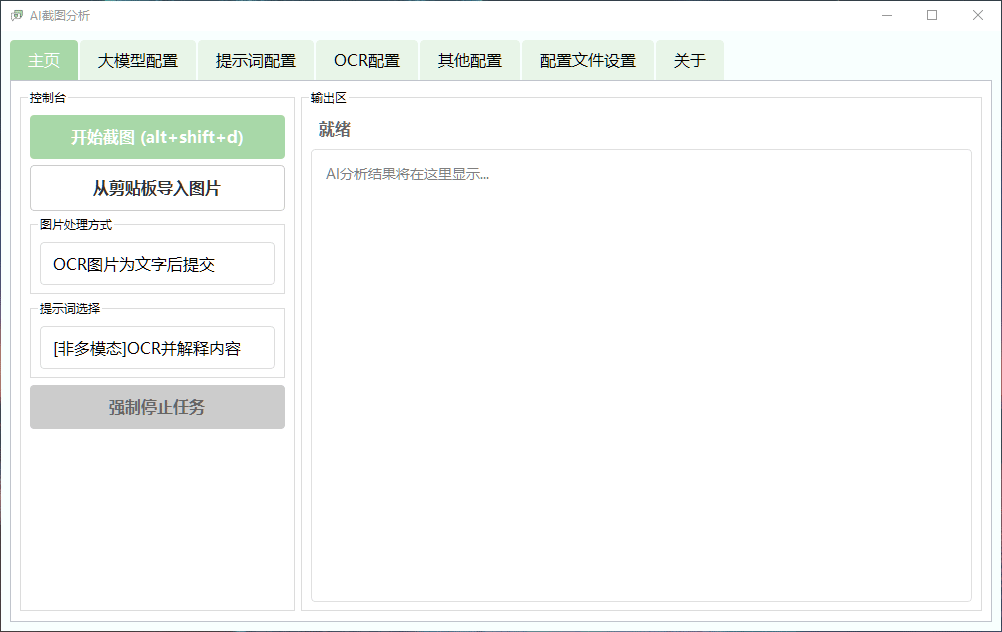 AI截图分析
主页
大模型配置
提示词配置
OCR配置
其他配置
配置文件设置
关于
控制台
开始截图 (alt+shift+d)
从剪贴板导入图片
图片处理方式
OCR图片为文字后提交
提示词选择
[非多模态]OCR并解释内容
强制停止任务
输出区
就绪
AI分析结果将在这里显示...